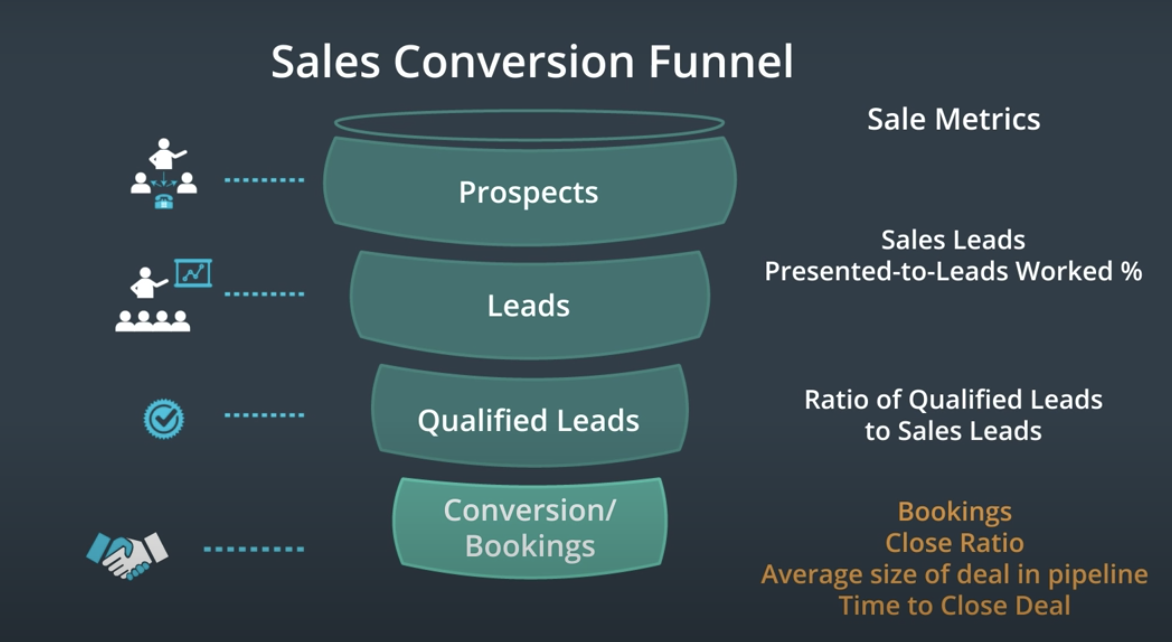 Sales Conversion Funnel
Sale Metrics
Prospects
Sales Leads
Presented-to-Leads Worked %
Leads
Qualified Leads
Ratio of Qualified Leads
to Sales Leads
Conversion/
Bookings
Bookings
Close Ratio
Average size of deal in pipeline
Time to Close Deal